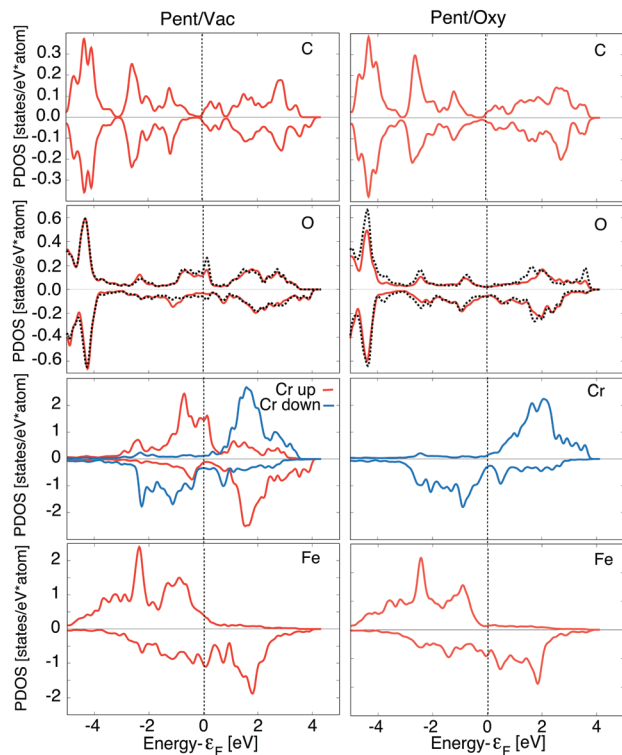 Pent/Vac
Pent/Oxy
PDOS [states/eV*atom]
0.3
0.2
0.1
0.0
-0.1
-0.2
-0.3
C
C
PDOS [states/eV*atom]
0.6
0.4
0.2
0.0
-0.2
-0.4
-0.6
O
O
PDOS [states/eV*atom]
2
1
0
-1
-2
Cr up
Cr down
Cr
PDOS [states/eV*atom]
2
1
0
-1
-2
Fe
Fe
-4 -2 0 2 4
-4 -2 0 2 4
Energy-εF [eV]
Energy-εF [eV]